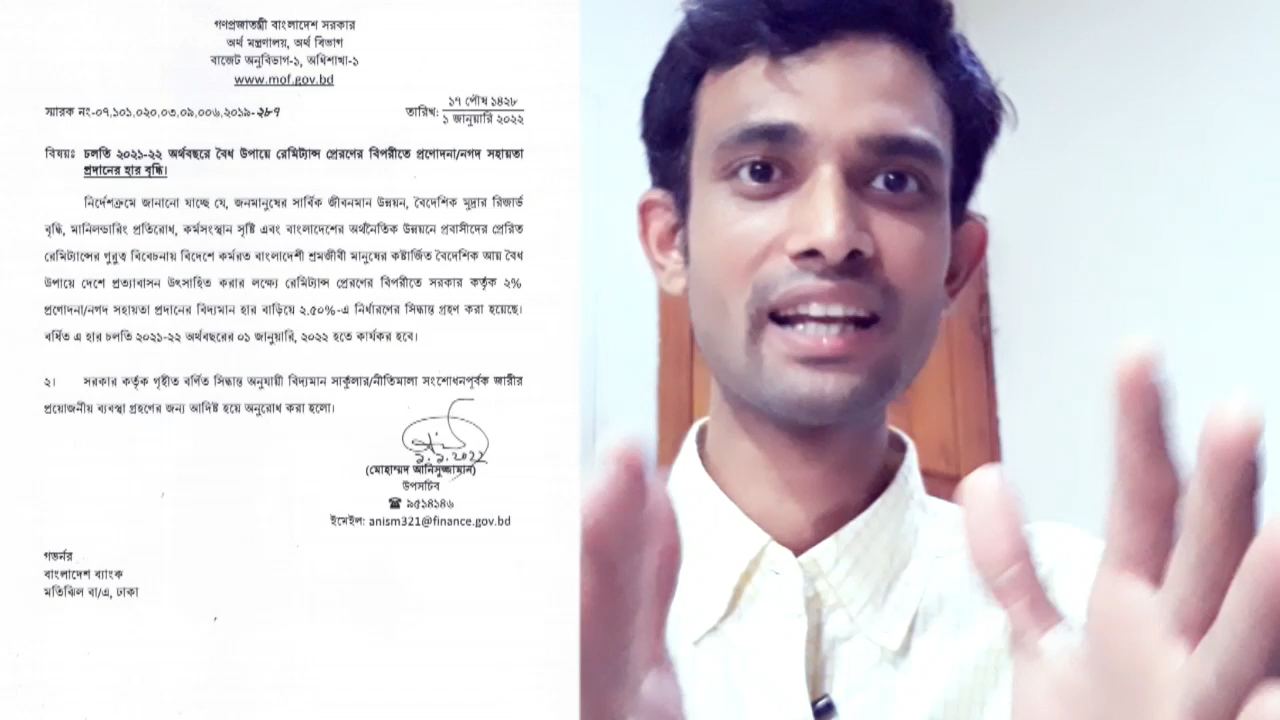 গণপ্রজাতন্ত্রী বাংলাদেশ সরকার
অর্থ মন্ত্রণালয়, অর্থ বিভাগ
বাজেট অনুবিভাগ-১, অধিশাখা-১
www.mof.gov.bd
স্মারক নং-০৭.১০১.০২০.০৩.০৯.০০৬.২০১৯-২৮৭
তারিখ: ১৭ পৌষ ১৪২৮
১ জানুয়ারি ২০২২
বিষয়ঃ চলতি ২০২১-২২ অর্থবছরে বৈধ উপায়ে রেমিট্যান্স প্রেরণের বিপরীতে প্রণোদনা/নগদ সহায়তা
প্রদানের হার বৃদ্ধি।
নির্দেশক্রমে জানানো যাচ্ছে যে, জনমানুষের সার্বিক জীবনমান উন্নয়ন, বৈদেশিক মুদ্রার রিজার্ভ
বৃদ্ধি, মানিলন্ডারিং প্রতিরোধ, কর্মসংস্থান সৃষ্টি এবং বাংলাদেশের অর্থনৈতিক উন্নয়নে প্রবাসীদের প্রেরিত
রেমিট্যান্সের গুরুত্ব বিবেচনায় বিদেশে কর্মরত বাংলাদেশী শ্রমজীবী মানুষের কষ্টার্জিত বৈদেশিক আয় বৈধ
উপায়ে দেশে প্রত্যাবাসন উৎসাহিত করার লক্ষ্যে রেমিট্যান্স প্রেরণের বিপরীতে সরকার কর্তৃক ২%
প্রণোদনা/নগদ সহায়তা প্রদানের বিদ্যমান হার বাড়িয়ে ২.৫০%-এ নির্ধারণের সিদ্ধান্ত গ্রহণ করা হয়েছে।
বর্ধিত এ হার চলতি ২০২১-২২ অর্থবছরের ০১ জানুয়ারি, ২০২২ হতে কার্যকর হবে।
২। সরকার কর্তৃক গৃহীত বর্ণিত সিদ্ধান্ত অনুযায়ী বিদ্যমান সার্কুলার/নীতিমালা সংশোধনপূর্বক জারীর
প্রয়োজনীয় ব্যবস্থা গ্রহণের জন্য আদিষ্ট হয়ে অনুরোধ করা হলো।
১.১.২০২২
(মোহাম্মদ আনিসুজ্জামান)
উপসচিব
☎ ৯৫১৪১৪৬
ইমেইল: anism321@finance.gov.bd
গভর্নর
বাংলাদেশ ব্যাংক
মতিঝিল বা/এ, ঢাকা